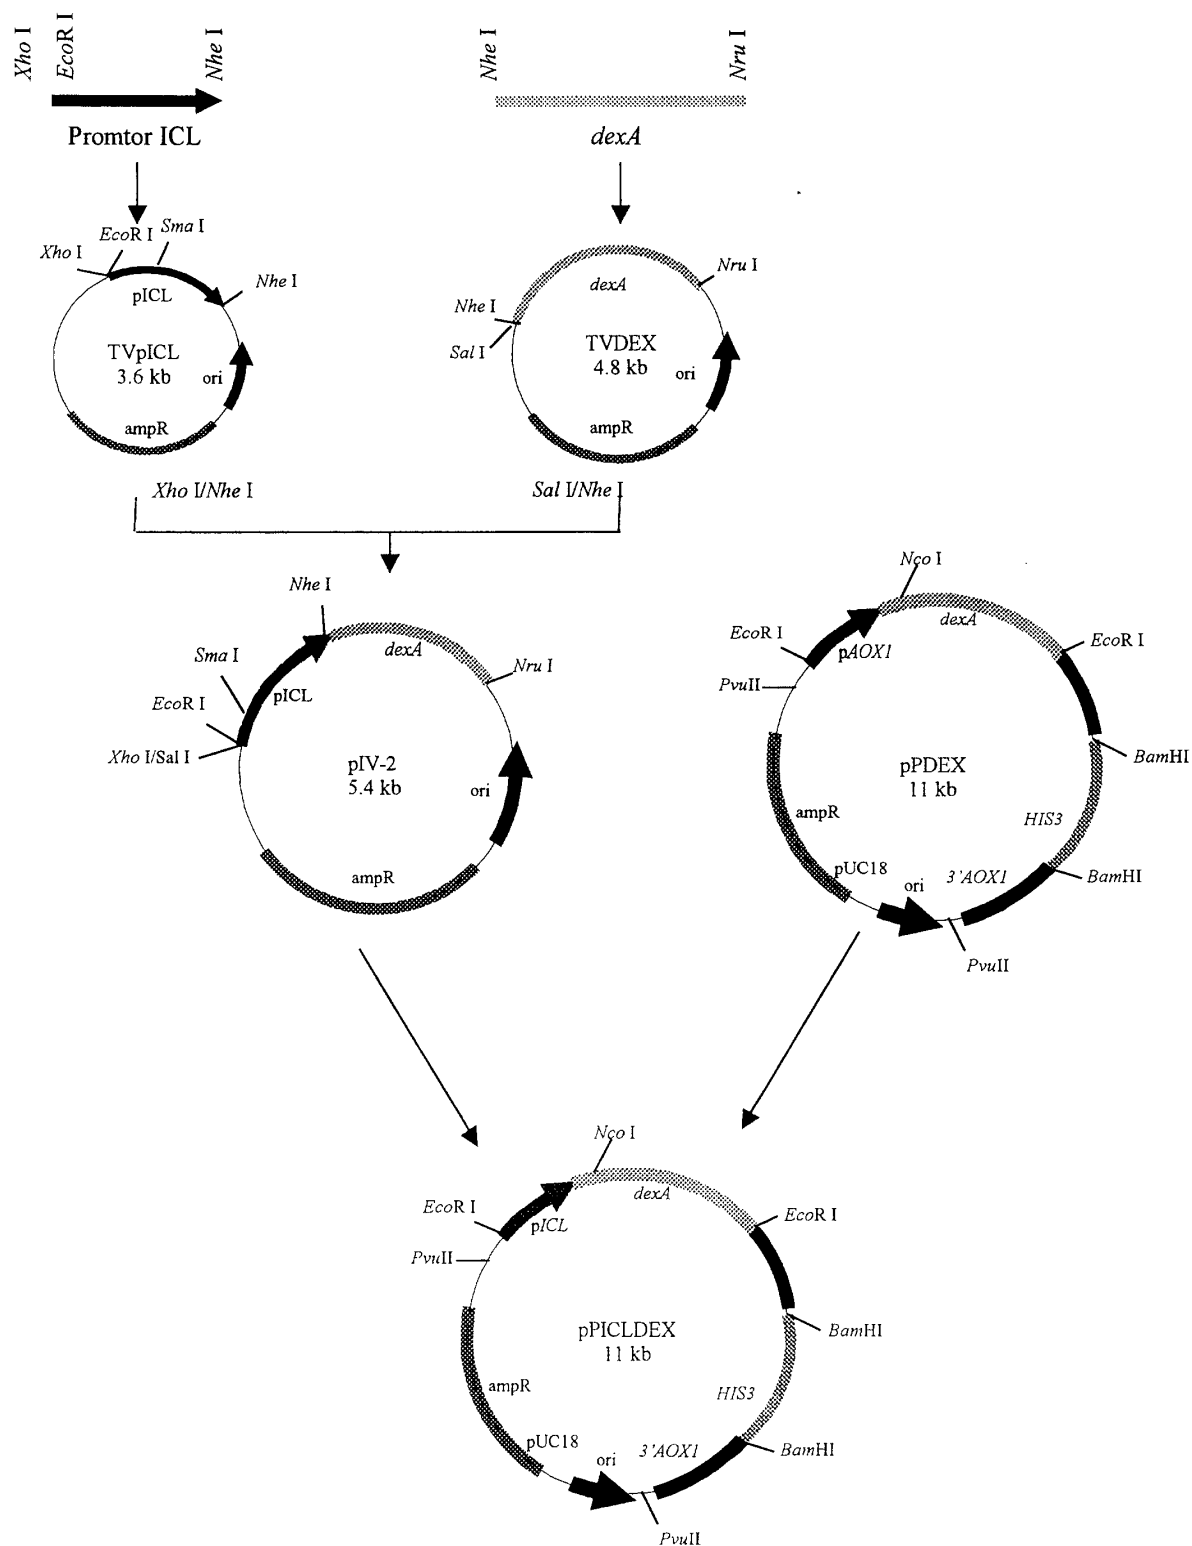 Xho I
EcoR I
Nhe I
Nhe I
Nru I
Promtor ICL
dexA
Xho I
EcoR I
Sma I
Nhe I
pICL
TVpICL
3.6 kb
ori
ampR
Nru I
dexA
Nhe I
Sal I
TVDEX
4.8 kb
ori
ampR
Xho I/Nhe I
Sal I/Nhe I
Nhe I
dexA
Nru I
Sma I
pICL
EcoR I
Xho I/Sal I
pIV-2
5.4 kb
ori
ampR
Nco I
dexA
EcoR I
pAOX1
EcoR I
PvuII
BamHI
pPDEX
11 kb
ampR
HIS3
pUC18
ori
3'AOX1
BamHI
PvuII
Nco I
dexA
EcoR I
pICL
EcoR I
PvuII
BamHI
pPICLDEX
11 kb
ampR
HIS3
pUC18
ori
3'AOX1
BamHI
PvuII